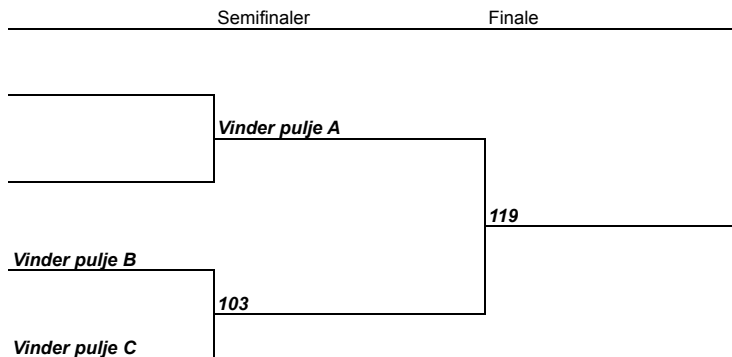 Semifinaler Finale
Vinder pulje A
119
Vinder pulje B
103
Vinder pulje C